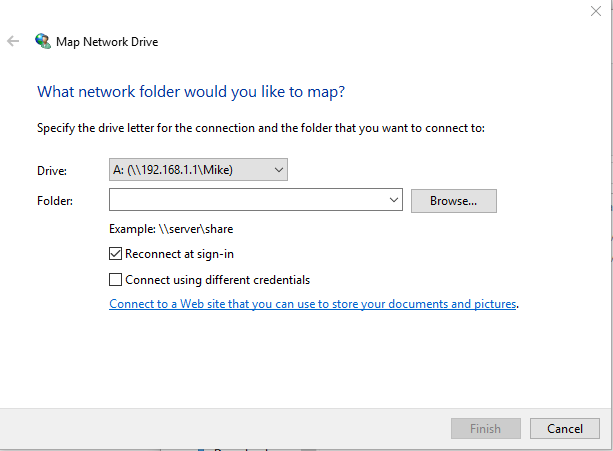 Map Network Drive
What network folder would you like to map?
Specify the drive letter for the connection and the folder that you want to connect to:
Drive: A: (\\192.168.1.1\Mike)
Folder: Browse...
Example: \\server\share
Reconnect at sign-in
Connect using different credentials
Connect to a Web site that you can use to store your documents and pictures.
Finish Cancel